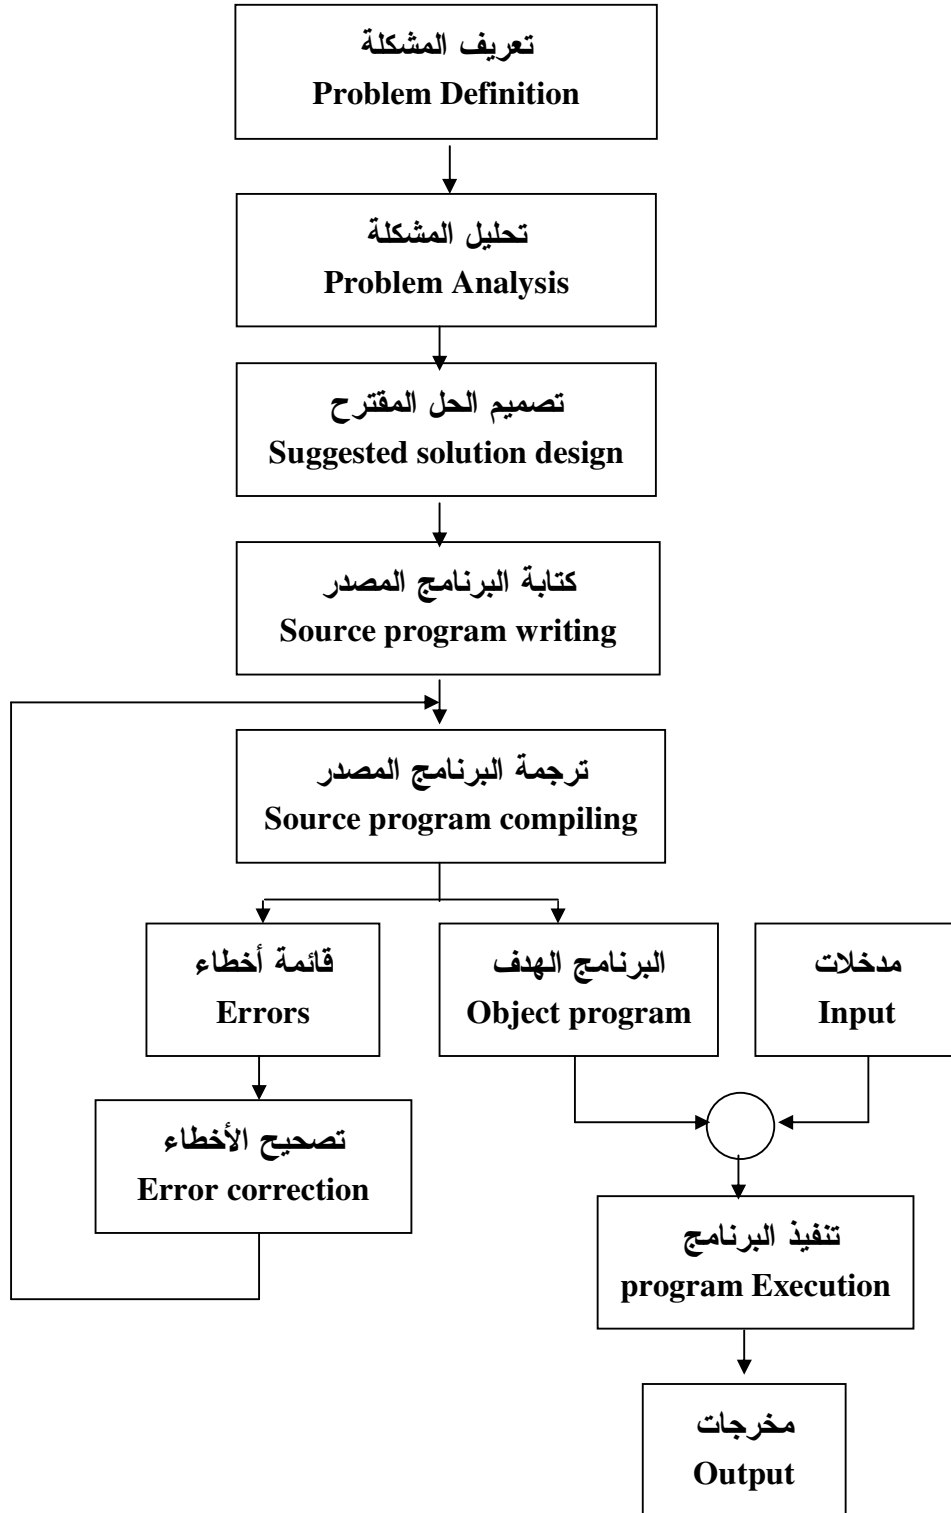 تعريف المشكلة
Problem Definition
تحليل المشكلة
Problem Analysis
تصميم الحل المقترح
Suggested solution design
كتابة البرنامج المصدر
Source program writing
ترجمة البرنامج المصدر
Source program compiling
قائمة أخطاء
Errors
البرنامج الهدف
Object program
مدخلات
Input
تصحيح الأخطاء
Error correction
تنفيذ البرنامج
program Execution
مخرجات
Output